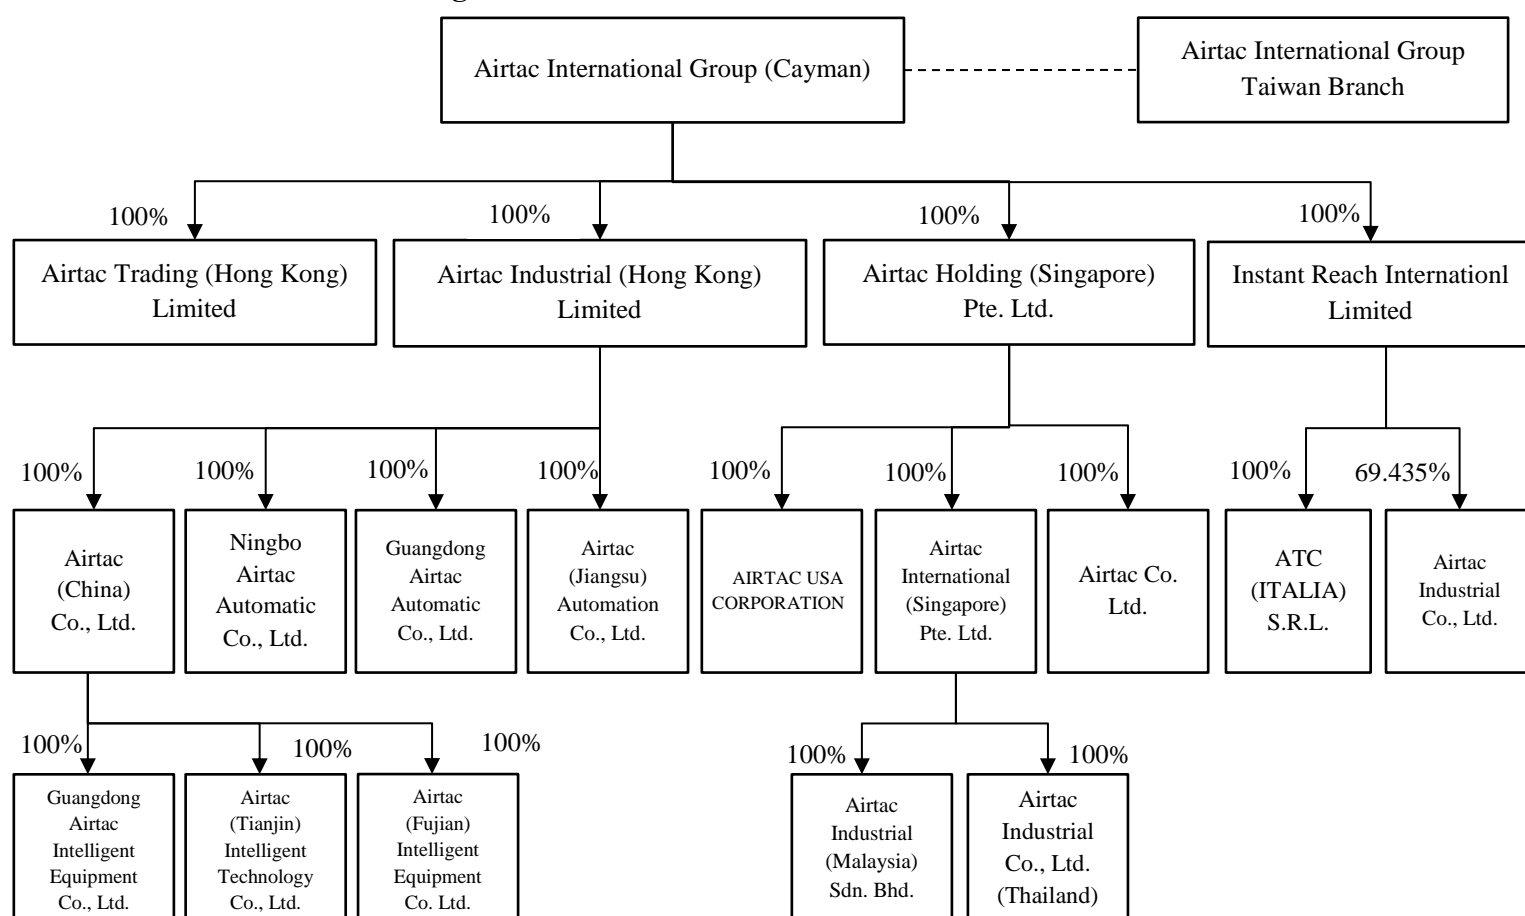 Airtac International Group (Cayman)
Airtac International Group
Taiwan Branch
100%
100%
100%
100%
Airtac Trading (Hong Kong)
Limited
Airtac Industrial (Hong Kong)
Limited
Airtac Holding (Singapore)
Pte. Ltd.
Instant Reach Internationl
Limited
100%
100%
100%
100%
100%
100%
100%
100%
69.435%
Airtac
(China)
Co., Ltd.
Ningbo
Airtac
Automatic
Co., Ltd.
Guangdong
Airtac
Automatic
Co., Ltd.
Airtac
(Jiangsu)
Automation
Co., Ltd.
AIRTAC USA
CORPORATION
Airtac
International
(Singapore)
Pte. Ltd.
Airtac Co.
Ltd.
ATC
(ITALIA)
S.R.L.
Airtac
Industrial
Co., Ltd.
100%
100%
100%
100%
100%
Guangdong
Airtac
Intelligent
Equipment
Co., Ltd.
Airtac
(Tianjin)
Intelligent
Technology
Co., Ltd.
Airtac
(Fujian)
Intelligent
Equipment
Co. Ltd.
Airtac
Industrial
(Malaysia)
Sdn. Bhd.
Airtac
Industrial
Co., Ltd.
(Thailand)